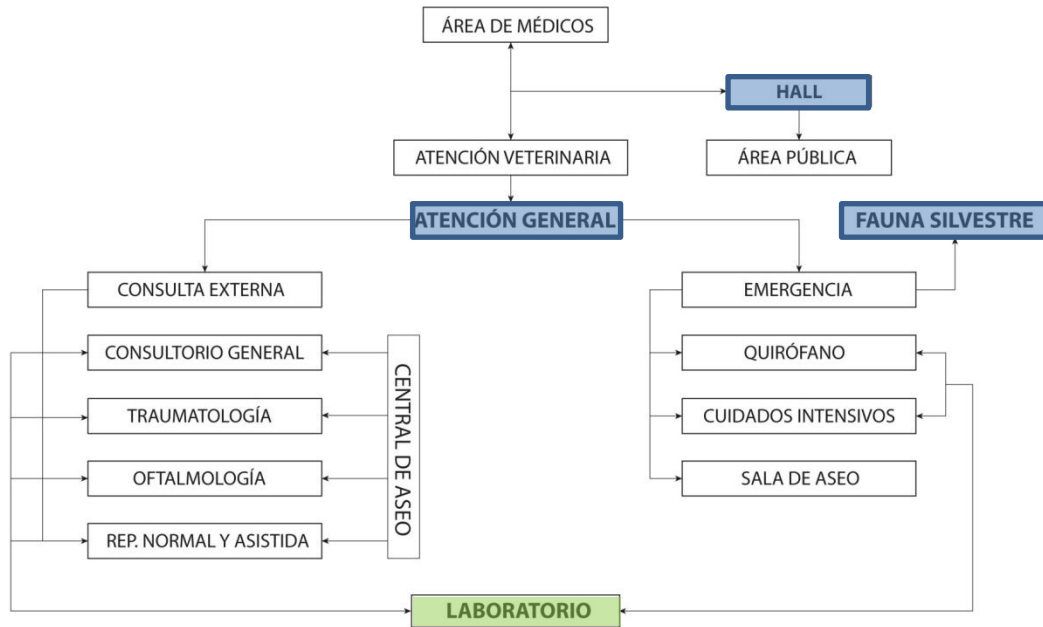 ÁREA DE MÉDICOS
HALL
ATENCIÓN VETERINARIA
ÁREA PÚBLICA
ATENCIÓN GENERAL
FAUNA SILVESTRE
CONSULTA EXTERNA
EMERGENCIA
CONSULTORIO GENERAL
QUIRÓFANO
TRAUMATOLOGÍA
CENTRAL DE ASEO
CUIDADOS INTENSIVOS
OFTALMOLOGÍA
SALA DE ASEO
REP. NORMAL Y ASISTIDA
LABORATORIO